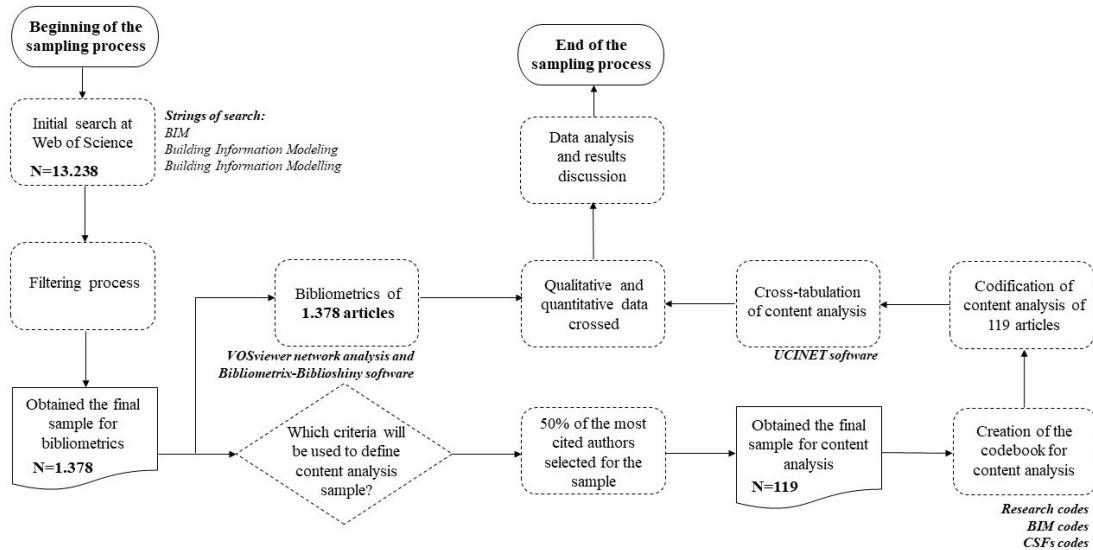 Beginning of the
sampling process
Initial search at
Web of Science
N=13.238
Strings of search:
BIM
Building Information Modeling
Building Information Modelling
Filtering process
Obtained the final
sample for
bibliometrics
N=1.378
Bibliometrics of
1.378 articles
VOSviewer network analysis and
Bibliometrix-Biblioshiny software
Which criteria will
be used to define
content analysis
sample?
50% of the most
cited authors
selected for the
sample
Obtained the final
sample for content
analysis
N=119
Creation of the
codebook for
content analysis
Research codes
BIM codes
CSFs codes
Codification of
content analysis of
119 articles
Cross-tabulation
of content analysis
UCINET software
Qualitative and
quantitative data
crossed
Data analysis
and results
discussion
End of the
sampling process